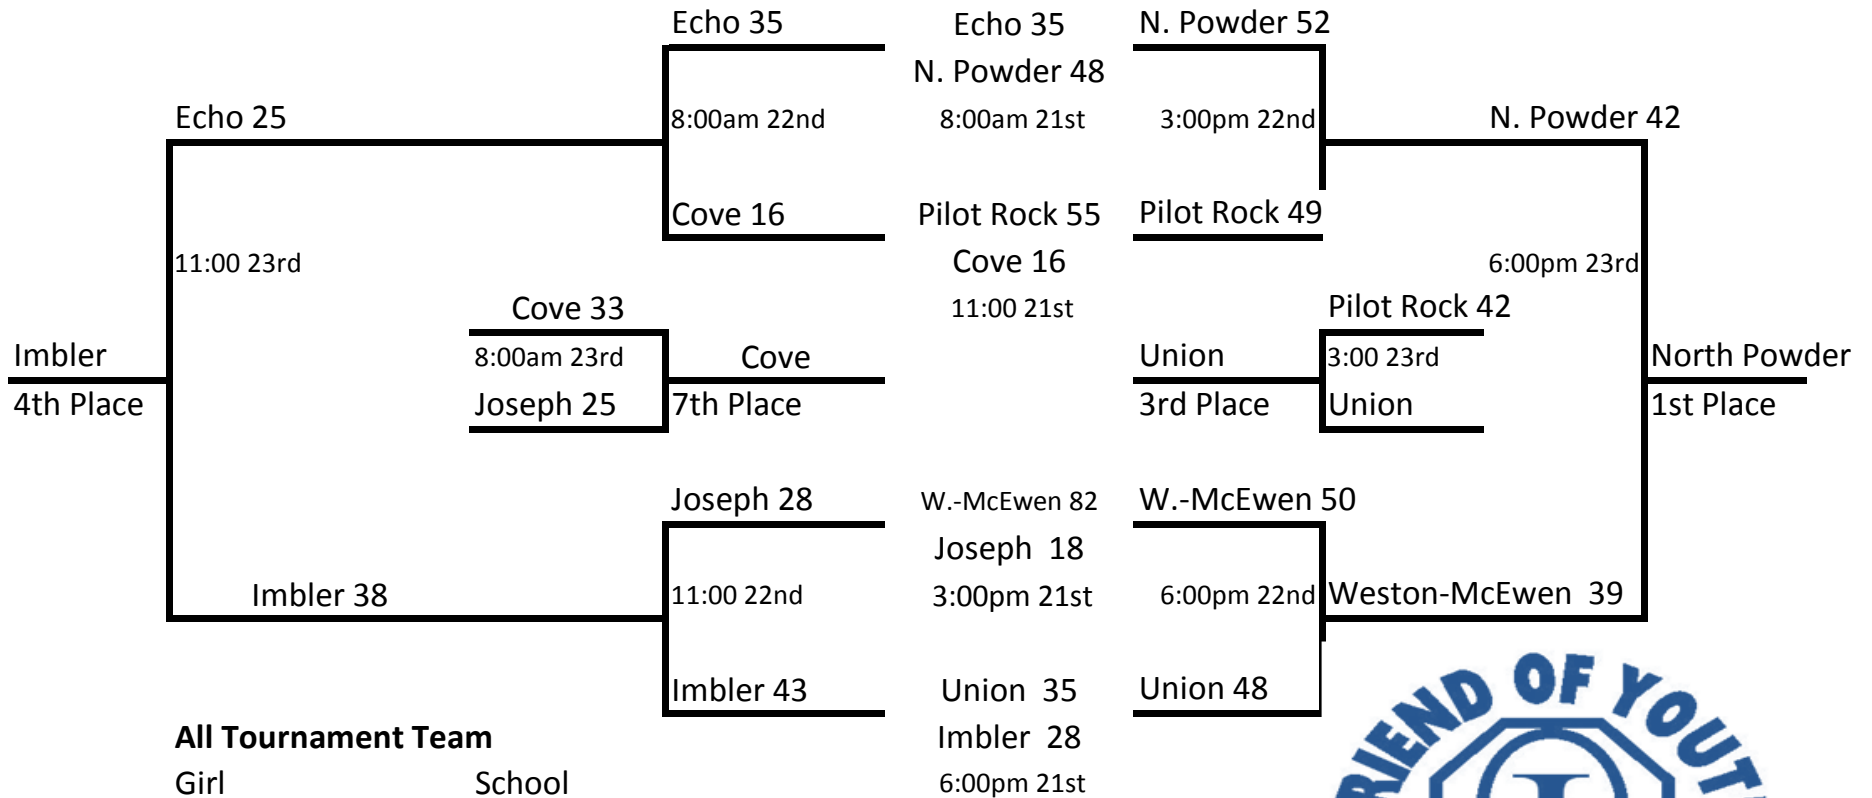 Echo 35 Echo 35 N. Powder 52
N. Powder 48
Echo 25 8:00am 22nd 8:00am 21st 3:00pm 22nd N. Powder 42
Cove 16 Pilot Rock 55 Pilot Rock 49
11:00 23rd Cove 16 6:00pm 23rd
Cove 33 11:00 21st Pilot Rock 42
Imbler 8:00am 23rd Cove Union 3:00 23rd North Powder
4th Place Joseph 25 7th Place 3rd Place Union 1st Place
Joseph 28 W.-McEwen 82 W.-McEwen 50
Joseph 18
Imbler 38 11:00 22nd 3:00pm 21st 6:00pm 22nd Weston-McEwen 39
Imbler 43 Union 35 Union 48
All Tournament Team Imbler 28
Girl School 6:00pm 21st
RIEND OF YOUT